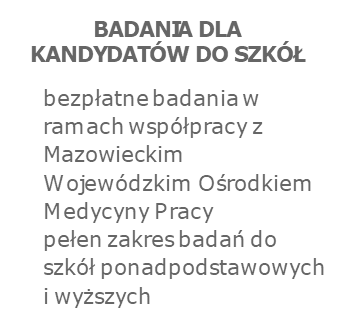 BADANIA DLA
KANDYDATÓW DO SZKÓŁ
bezpłatne badania w
ramach współpracy z
Mazowieckim
Wojewódzkim Ośrodkiem
Medycyny Pracy
pełen zakres badań do
szkół ponadpodstawowych
i wyższych